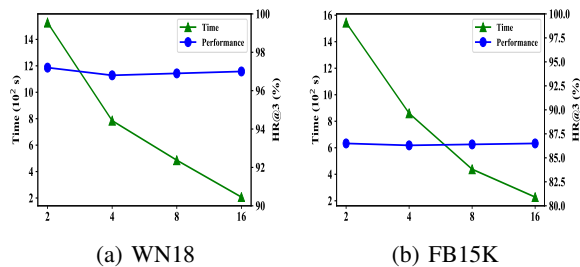 Time
Performance
Time (10² s)
14
12
10
8
6
4
2
100
98
96
94
92
90
HR@3 (%)
2 4 8 16
(a) WN18
Time
Performance
Time (10² s)
16
14
12
10
8
6
4
2
100.0
97.5
95.0
92.5
90.0
87.5
85.0
82.5
80.0
HR@3 (%)
2 4 8 16
(b) FB15K